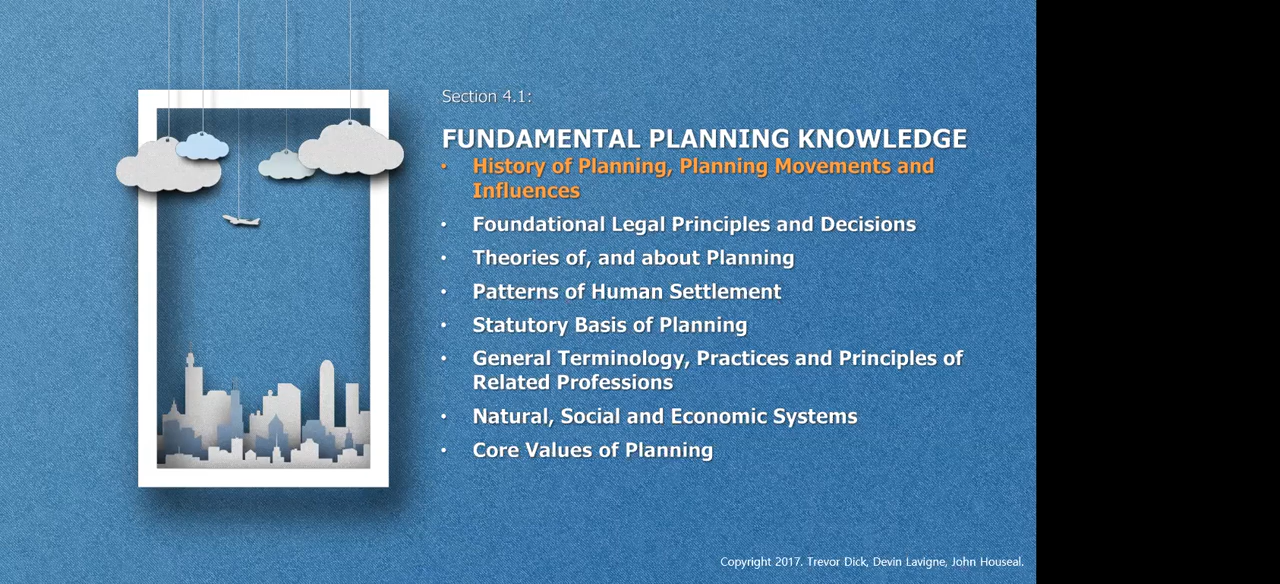 Section 4.1:
FUNDAMENTAL PLANNING KNOWLEDGE
• History of Planning, Planning Movements and
Influences
• Foundational Legal Principles and Decisions
• Theories of, and about Planning
• Patterns of Human Settlement
• Statutory Basis of Planning
• General Terminology, Practices and Principles of
Related Professions
• Natural, Social and Economic Systems
• Core Values of Planning
Copyright 2017. Trevor Dick, Devin Lavigne, John Houseal.